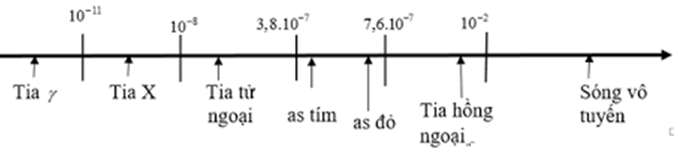 10⁻¹¹
10⁻⁸
3,8.10⁻⁷
7,6.10⁻⁷
10⁻²
Tia γ
Tia X
Tia tử
ngoại
as tím
as đỏ
Tia hồng
ngoại
Sóng vô
tuyến